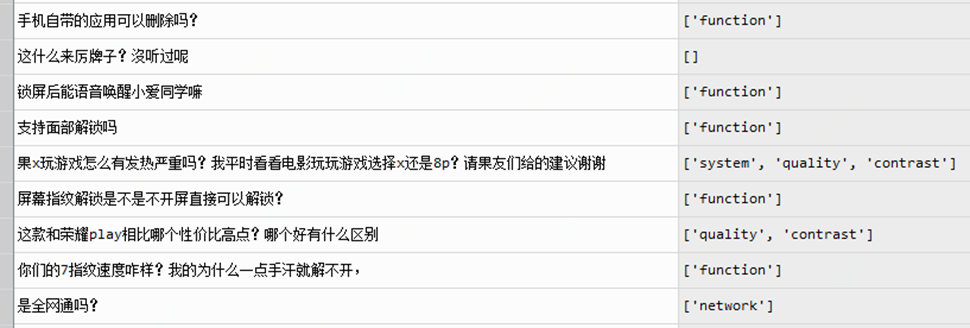 手机自带的应用可以删除吗？ ['function']
这什么来历牌子？沒听过呢 []
锁屏后能语音唤醒小爱同学嘛 ['function']
支持面部解锁吗 ['function']
果x玩游戏怎么有发热严重吗？我平时看看电影玩玩游戏选择x还是8p？请果友们给的建议谢谢 ['system', 'quality', 'contrast']
屏幕指纹解锁是不是不开屏直接可以解锁？ ['function']
这款和荣耀play相比哪个性价比高点？哪个好有什么区别 ['quality', 'contrast']
你们的7指纹速度咋样？我的为什么一点手汗就解不开， ['function']
是全网通吗？ ['network']